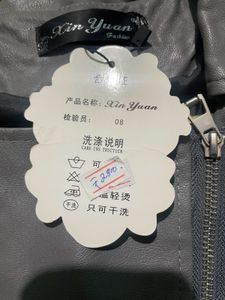 Xin Yuan
Fashion
合格证
产品名称: Xin Yuan
检验员: 08
洗涤说明
CARE INSTRUCTION
可
温轻烫
干洗 只可干洗